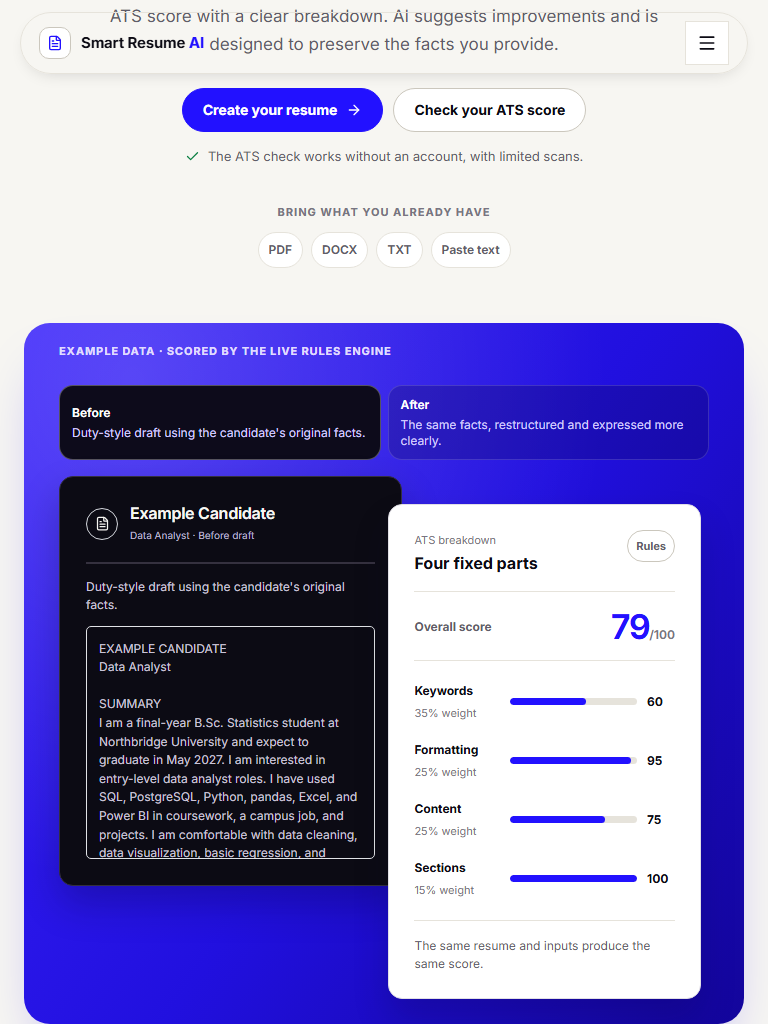 ATS score with a clear breakdown. AI suggests improvements and is
Smart Resume AI
designed to preserve the facts you provide.
Create your resume
Check your ATS score
The ATS check works without an account, with limited scans.
BRING WHAT YOU ALREADY HAVE
PDF
DOCX
TXT
Paste text
EXAMPLE DATA · SCORED BY THE LIVE RULES ENGINE
Before
Duty-style draft using the candidate's original facts.
After
The same facts, restructured and expressed more
clearly.
Example Candidate
Data Analyst · Before draft
Duty-style draft using the candidate's original
facts.
EXAMPLE CANDIDATE
Data Analyst
SUMMARY
I am a final-year B.Sc. Statistics student at
Northbridge University and expect to
graduate in May 2027. I am interested in
entry-level data analyst roles. I have used
SQL, PostgreSQL, Python, pandas, Excel, and
Power BI in coursework, a campus job, and
projects. I am comfortable with data cleaning,
data visualization, basic regression, and
ATS breakdown
Four fixed parts
Rules
Overall score
79/100
Keywords
35% weight
60
Formatting
25% weight
95
Content
25% weight
75
Sections
15% weight
100
The same resume and inputs produce the
same score.